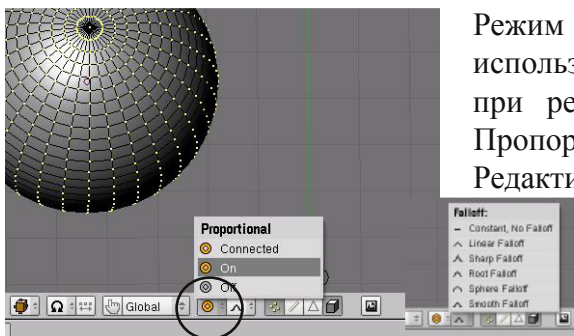 Режим
использ
при ре
Пропор
Редакти
Proportional
Connected
On
Off
Global
Falloff:
Constant, No Falloff
Linear Falloff
Sharp Falloff
Root Falloff
Sphere Falloff
Smooth Falloff